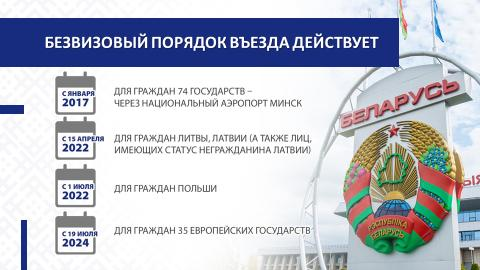 БЕЗВИЗОВЫЙ ПОРЯДОК ВЪЕЗДА ДЕЙСТВУЕТ
С ЯНВАРЯ
2017
ДЛЯ ГРАЖДАН 74 ГОСУДАРСТВ –
ЧЕРЕЗ НАЦИОНАЛЬНЫЙ АЭРОПОРТ МИНСК
С 15 АПРЕЛЯ
2022
ДЛЯ ГРАЖДАН ЛИТВЫ, ЛАТВИИ (А ТАКЖЕ ЛИЦ,
ИМЕЮЩИХ СТАТУС НЕГРАЖДАНИНА ЛАТВИИ)
С 1 ИЮЛЯ
2022
ДЛЯ ГРАЖДАН ПОЛЬШИ
С 19 ИЮЛЯ
2024
ДЛЯ ГРАЖДАН 35 ЕВРОПЕЙСКИХ ГОСУДАРСТВ
БЕЛАРУСЬ
РЭСПУБЛІКА
БЕЛАРУСЬ